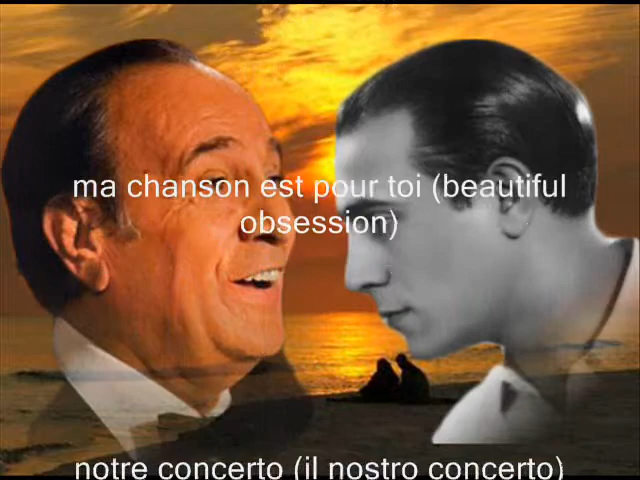 ma chanson est pour toi (beautiful
obsession)
notre concerto (il nostro concerto)